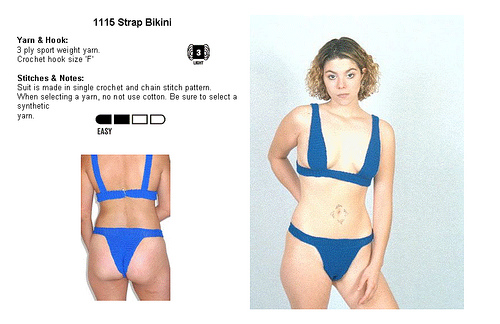 1115 Strap Bikini
Yarn & Hook:
3 ply sport weight yarn.
Crochet hook size "F"
3
LIGHT
Stitches & Notes:
Suit is made in single crochet and chain stitch pattern.
When selecting a yarn, no not use cotton. Be sure to select a
synthetic
yarn.
EASY